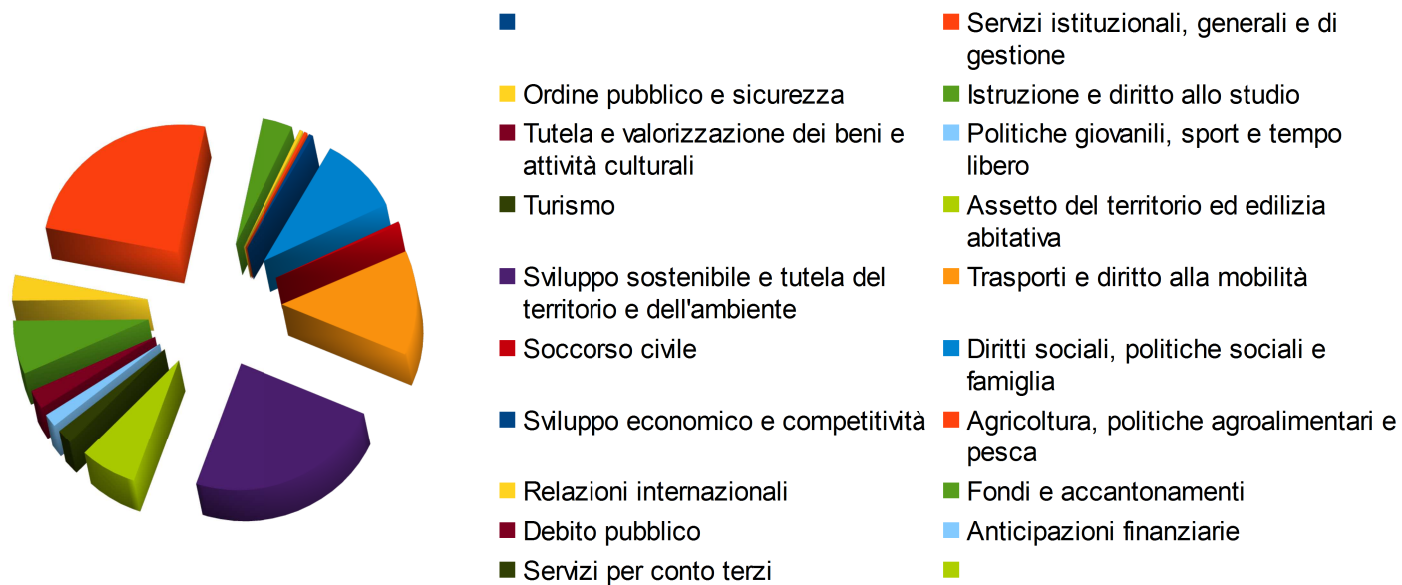 Servizi istituzionali, generali e di
gestione
Ordine pubblico e sicurezza
Istruzione e diritto allo studio
Tutela e valorizzazione dei beni e
attività culturali
Politiche giovanili, sport e tempo
libero
Turismo
Assetto del territorio ed edilizia
abitativa
Sviluppo sostenibile e tutela del
territorio e dell'ambiente
Trasporti e diritto alla mobilità
Soccorso civile
Diritti sociali, politiche sociali e
famiglia
Sviluppo economico e competitività
Agricoltura, politiche agroalimentari e
pesca
Relazioni internazionali
Fondi e accantonamenti
Debito pubblico
Anticipazioni finanziarie
Servizi per conto terzi